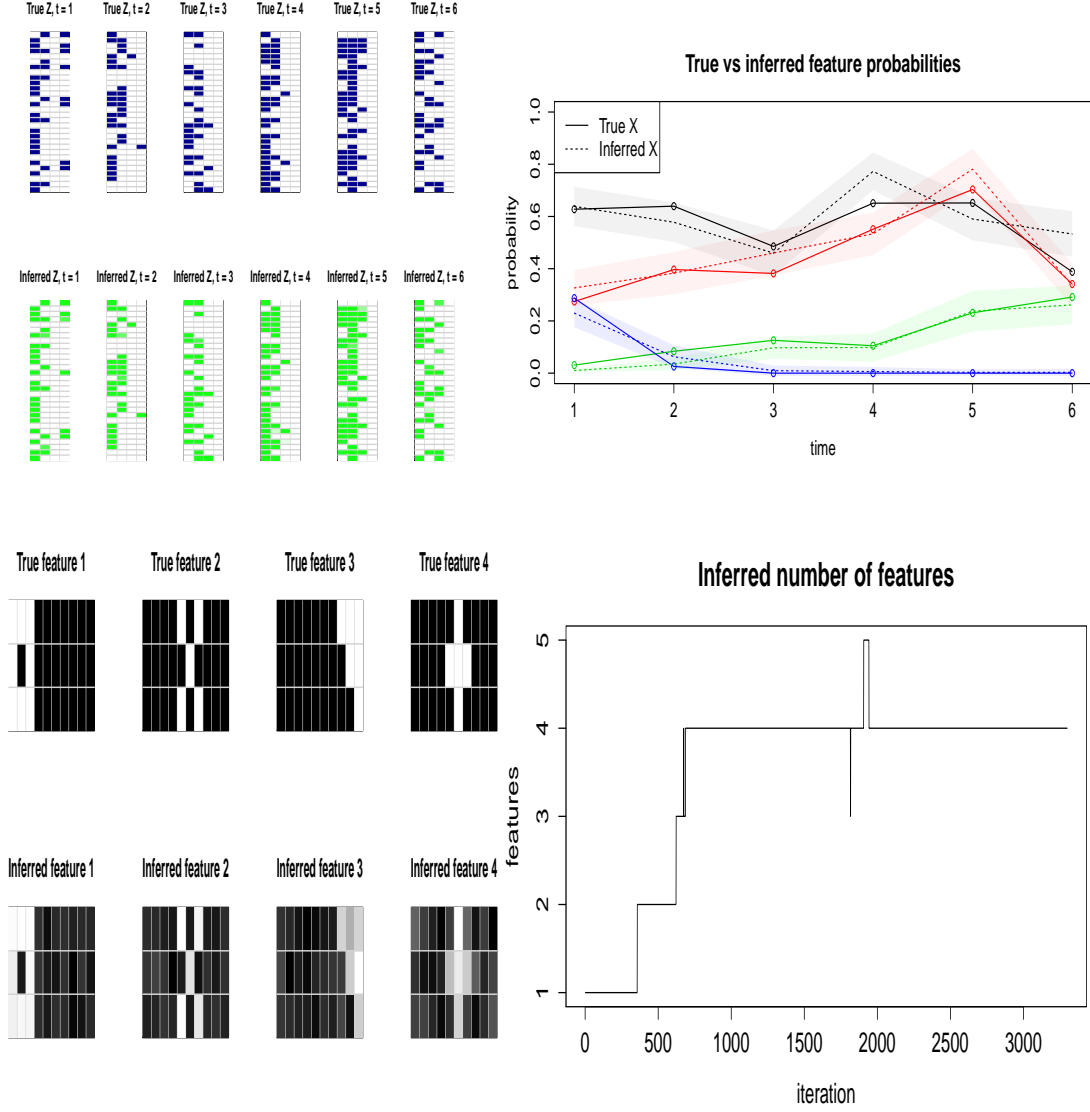 True Z, t = 1
True Z, t = 2
True Z, t = 3
True Z, t = 4
True Z, t = 5
True Z, t = 6
Inferred Z, t = 1
Inferred Z, t = 2
Inferred Z, t = 3
Inferred Z, t = 4
Inferred Z, t = 5
Inferred Z, t = 6
True vs inferred feature probabilities
True X
Inferred X
probability
0.0
0.2
0.4
0.6
0.8
1.0
1
2
3
4
5
6
time
True feature 1
True feature 2
True feature 3
True feature 4
Inferred feature 1
Inferred feature 2
Inferred feature 3
Inferred feature 4
Inferred number of features
features
1
2
3
4
5
0
500
1000
1500
2000
2500
3000
iteration